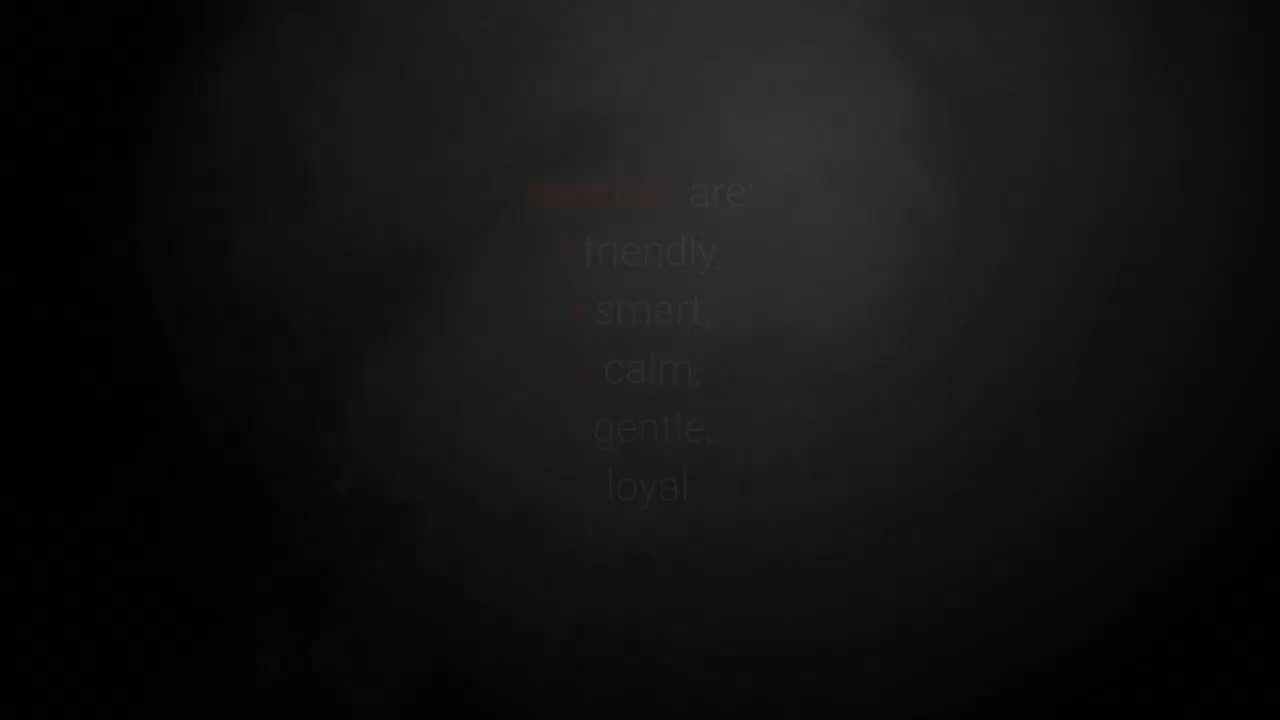 are:
friendly,
• smart,
• calm,
• gentle,
• loyal